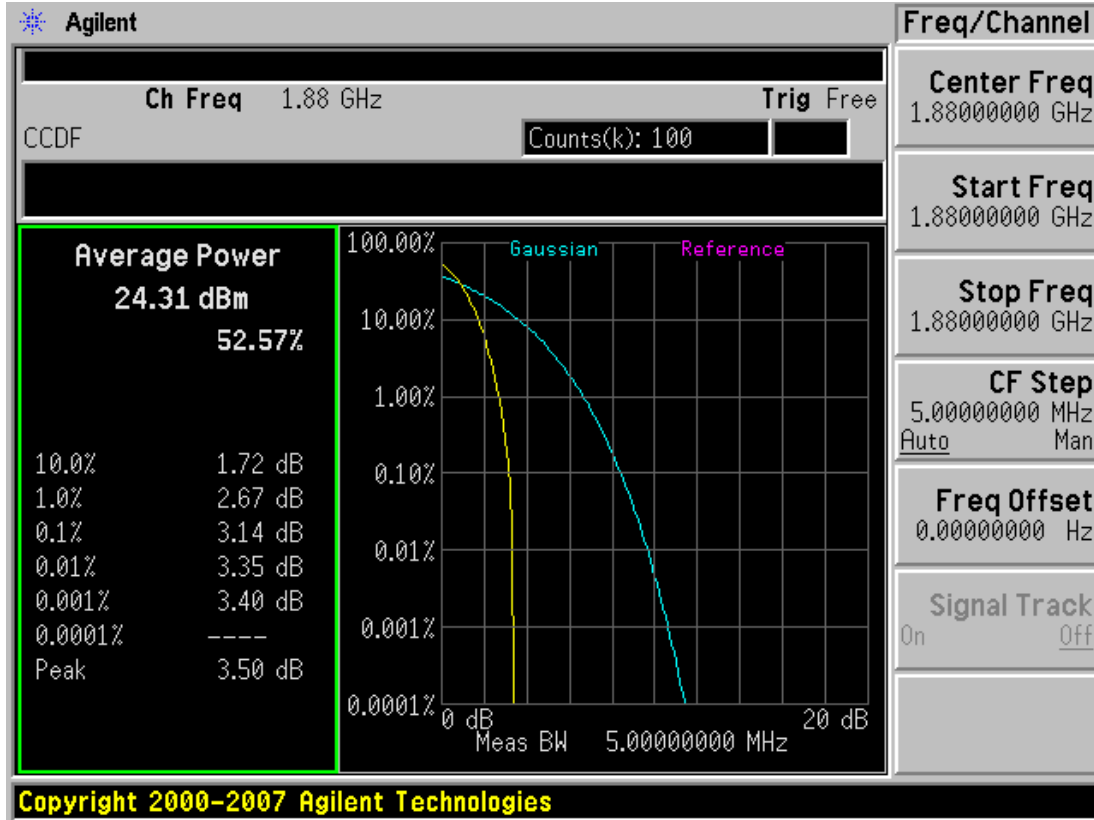 Agilent
Freq/Channel
Ch Freq 1.88 GHz Trig Free
CCDF Counts(k): 100
Average Power
24.31 dBm
52.57%
10.0% 1.72 dB
1.0% 2.67 dB
0.1% 3.14 dB
0.01% 3.35 dB
0.001% 3.40 dB
0.0001% ----
Peak 3.50 dB
Gaussian Reference
100.00%
10.00%
1.00%
0.10%
0.01%
0.001%
0.0001%
0 dB 20 dB
Meas BW 5.00000000 MHz
Center Freq
1.88000000 GHz
Start Freq
1.88000000 GHz
Stop Freq
1.88000000 GHz
CF Step
5.00000000 MHz
Auto Man
Freq Offset
0.00000000 Hz
Signal Track
On Off
Copyright 2000-2007 Agilent Technologies